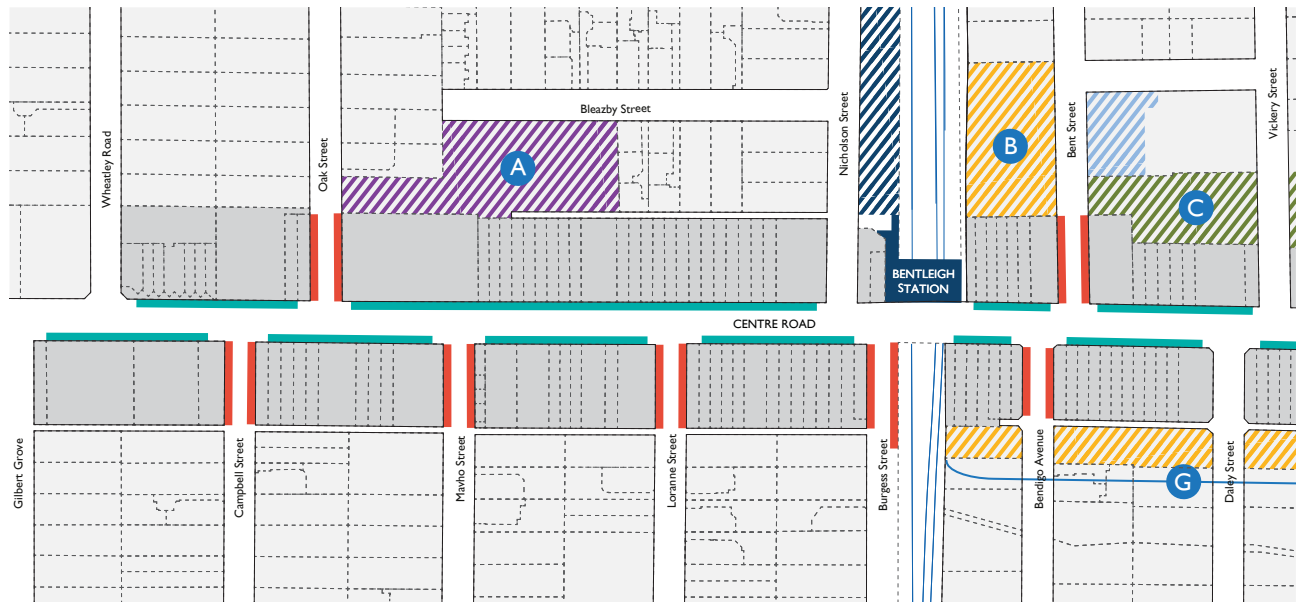 Bleazby Street
Wheatley Road
Oak Street
Nicholson Street
Bent Street
Vickery Street
A
B
C
BENTLEIGH
STATION
CENTRE ROAD
Gilbert Grove
Campbell Street
Mavho Street
Loranne Street
Burgess Street
Bendigo Avenue
Daley Street
G